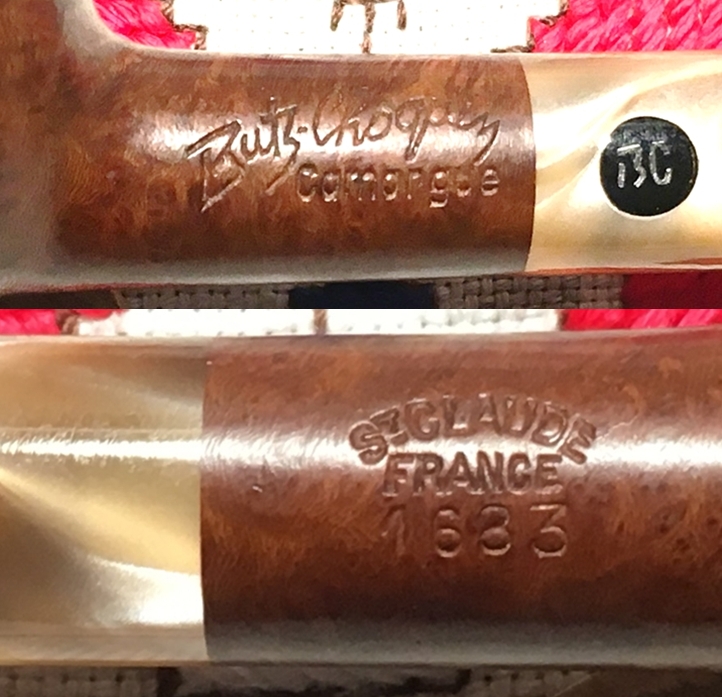 Butz-Choquin
Camargue
BC
ST CLAUDE
FRANCE
1683